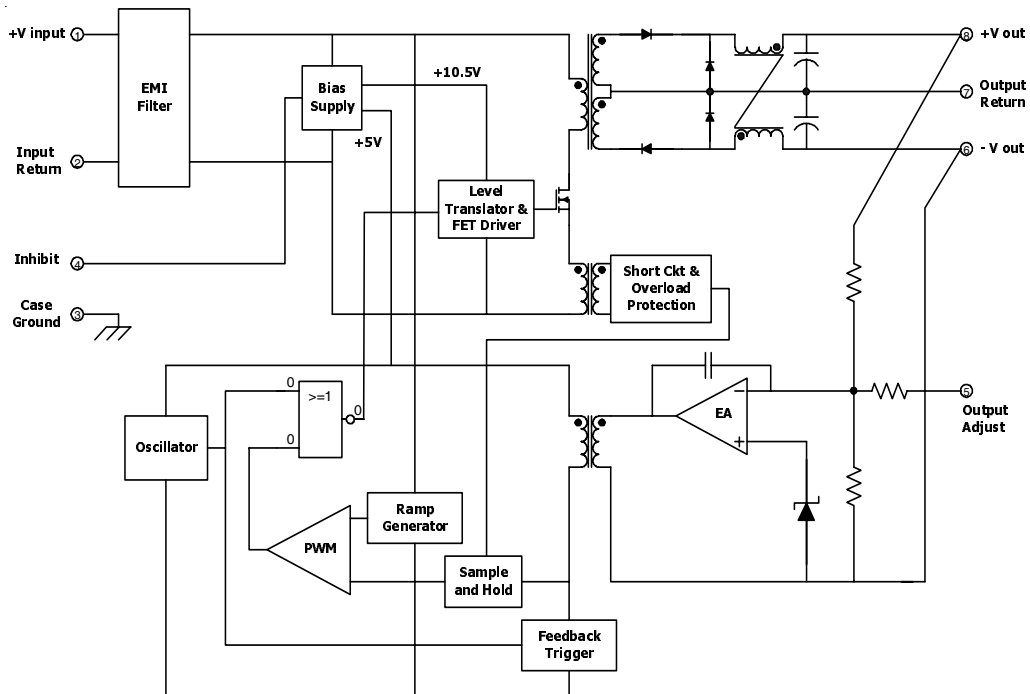 +V input
1
EMI
Filter
Input
Return
2
Bias
Supply
+10.5V
+5V
8
+V out
7
Output
Return
6
- V out
Level
Translator &
FET Driver
Inhibit
4
Case
Ground
3
Short Ckt &
Overload
Protection
0
>=1
0
0
EA
5
Output
Adjust
Oscillator
Ramp
Generator
PWM
Sample
and Hold
Feedback
Trigger